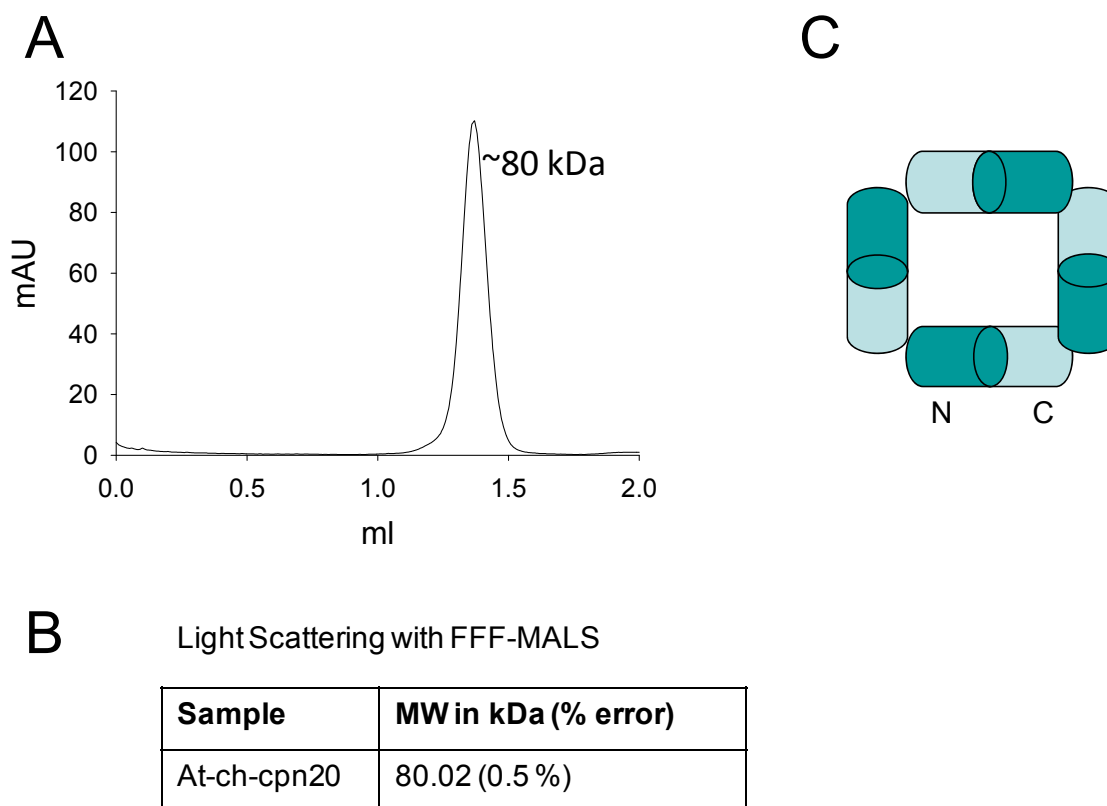 A
C
120
100
80
60
40
20
0
mAU
~80 kDa
0.0 0.5 1.0 1.5 2.0
ml
N C
B
Light Scattering with FFF-MALS
Sample MW in kDa (% error)
At-ch-cpn20 80.02 (0.5 %)